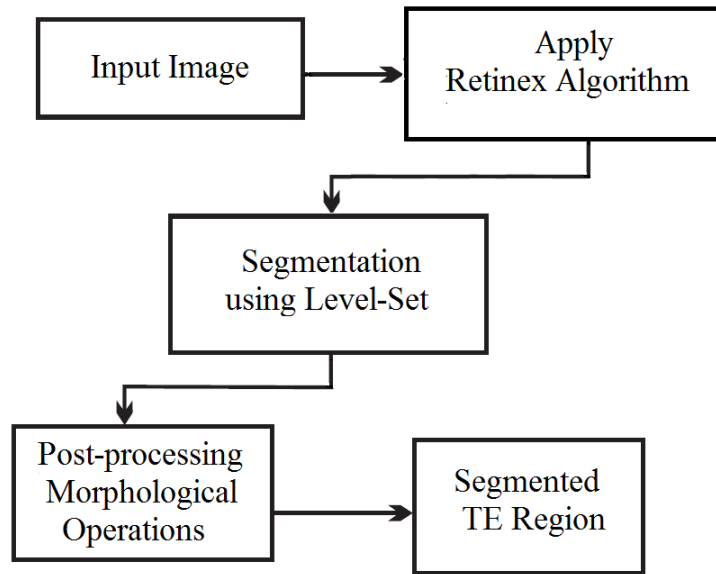 Input Image
Apply
Retinex Algorithm
Segmentation
using Level-Set
Post-processing
Morphological
Operations
Segmented
TE Region